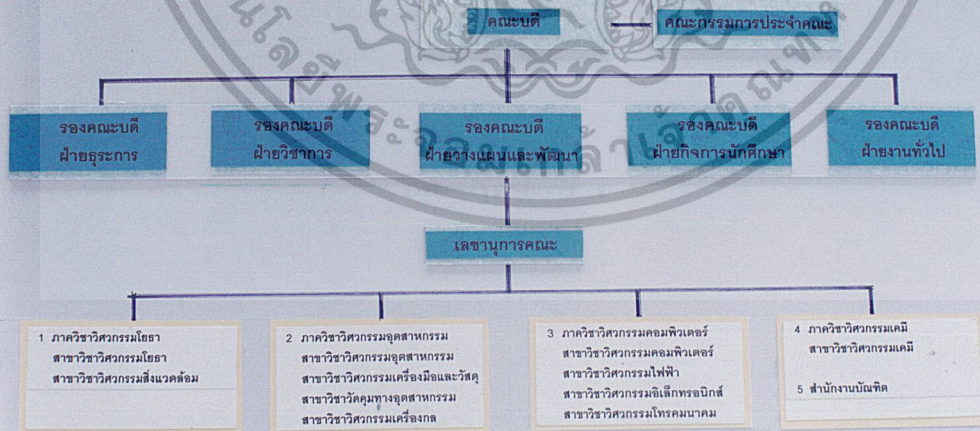 คณะบดี
คณะกรรมการประจำคณะ
รองคณะบดี
ฝ่ายธุระการ
รองคณะบดี
ฝ่ายวิชาการ
รองคณะบดี
ฝ่ายวางแผนและพัฒนา
รองคณะบดี
ฝ่ายกิจการนักศึกษา
รองคณะบดี
ฝ่ายงานทั่วไป
เลขานุการคณะ
1 ภาควิชาวิศวกรรมโยธา
สาขาวิชาวิศวกรรมโยธา
สาขาวิชาวิศวกรรมสิ่งแวดล้อม
2 ภาควิชาวิศวกรรมอุตสาหกรรม
สาขาวิชาวิศวกรรมอุตสาหกรรม
สาขาวิชาวิศวกรรมเครื่องมือและวัสดุ
สาขาวิชาวัดคุมทางอุตสาหกรรม
สาขาวิชาวิศวกรรมเครื่องกล
3 ภาควิชาวิศวกรรมคอมพิวเตอร์
สาขาวิชาวิศวกรรมคอมพิวเตอร์
สาขาวิชาวิศวกรรมไฟฟ้า
สาขาวิชาวิศวกรรมอิเล็กทรอนิกส์
สาขาวิชาวิศวกรรมโทรคมนาคม
4 ภาควิชาวิศวกรรมเคมี
สาขาวิชาวิศวกรรมเคมี
5 สำนักงานบัณฑิต
พระจอมเกล้าเจ้าคุณทห